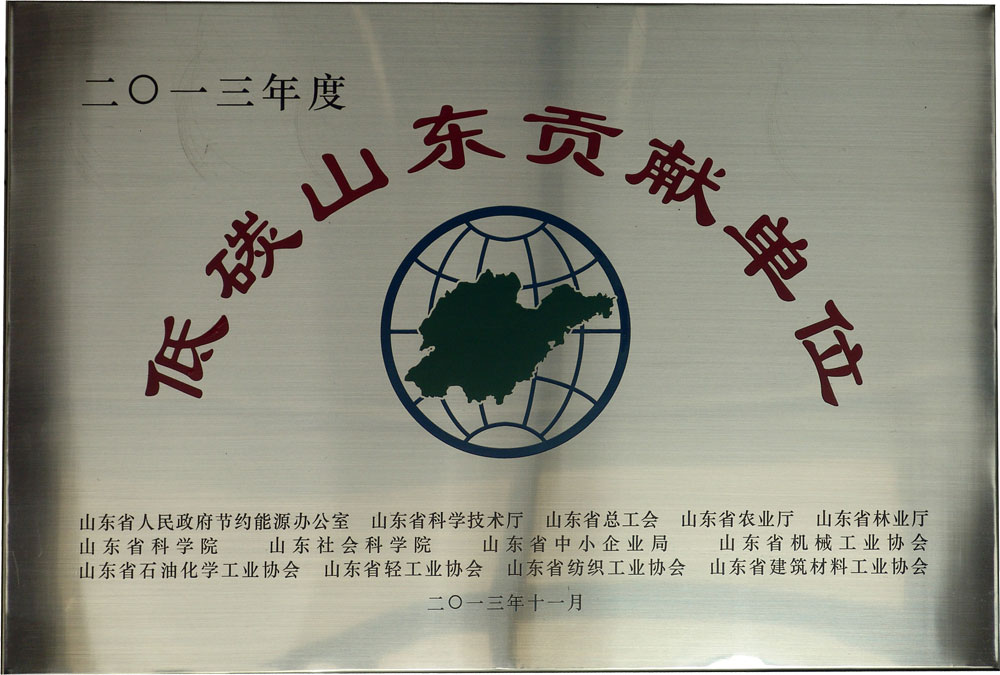 二〇一三年度
低碳山东贡献单位
山东省人民政府节约能源办公室 山东省科学技术厅 山东省总工会 山东省农业厅 山东省林业厅
山东省科学院 山东社会科学院 山东省中小企业局 山东省机械工业协会
山东省石油化学工业协会 山东省轻工业协会 山东省纺织工业协会 山东省建筑材料工业协会
二〇一三年十一月